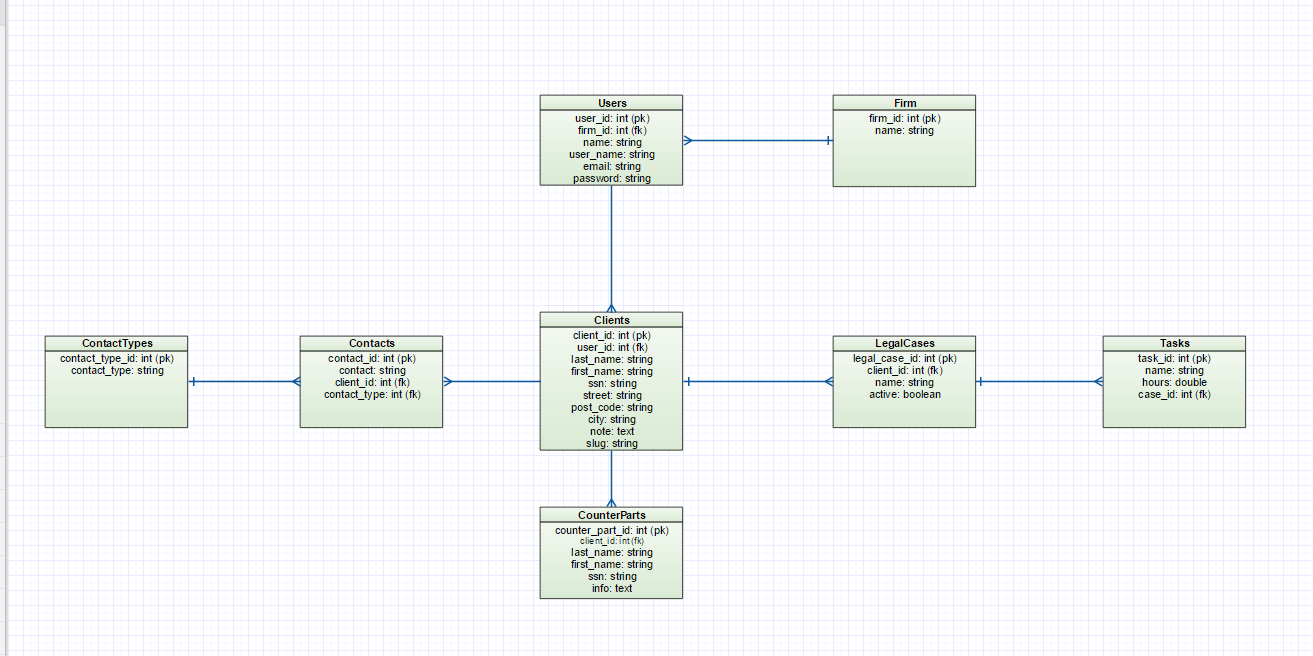 Users
user_id: int (pk)
firm_id: int (fk)
name: string
user_name: string
email: string
password: string
Firm
firm_id: int (pk)
name: string
ContactTypes
contact_type_id: int (pk)
contact_type: string
Contacts
contact_id: int (pk)
contact: string
client_id: int (fk)
contact_type: int (fk)
Clients
client_id: int (pk)
user_id: int (fk)
last_name: string
first_name: string
ssn: string
street: string
post_code: string
city: string
note: text
slug: string
LegalCases
legal_case_id: int (pk)
client_id: int (fk)
name: string
active: boolean
Tasks
task_id: int (pk)
name: string
hours: double
case_id: int (fk)
CounterParts
counter_part_id: int (pk)
client_id: int (fk)
last_name: string
first_name: string
ssn: string
info: text